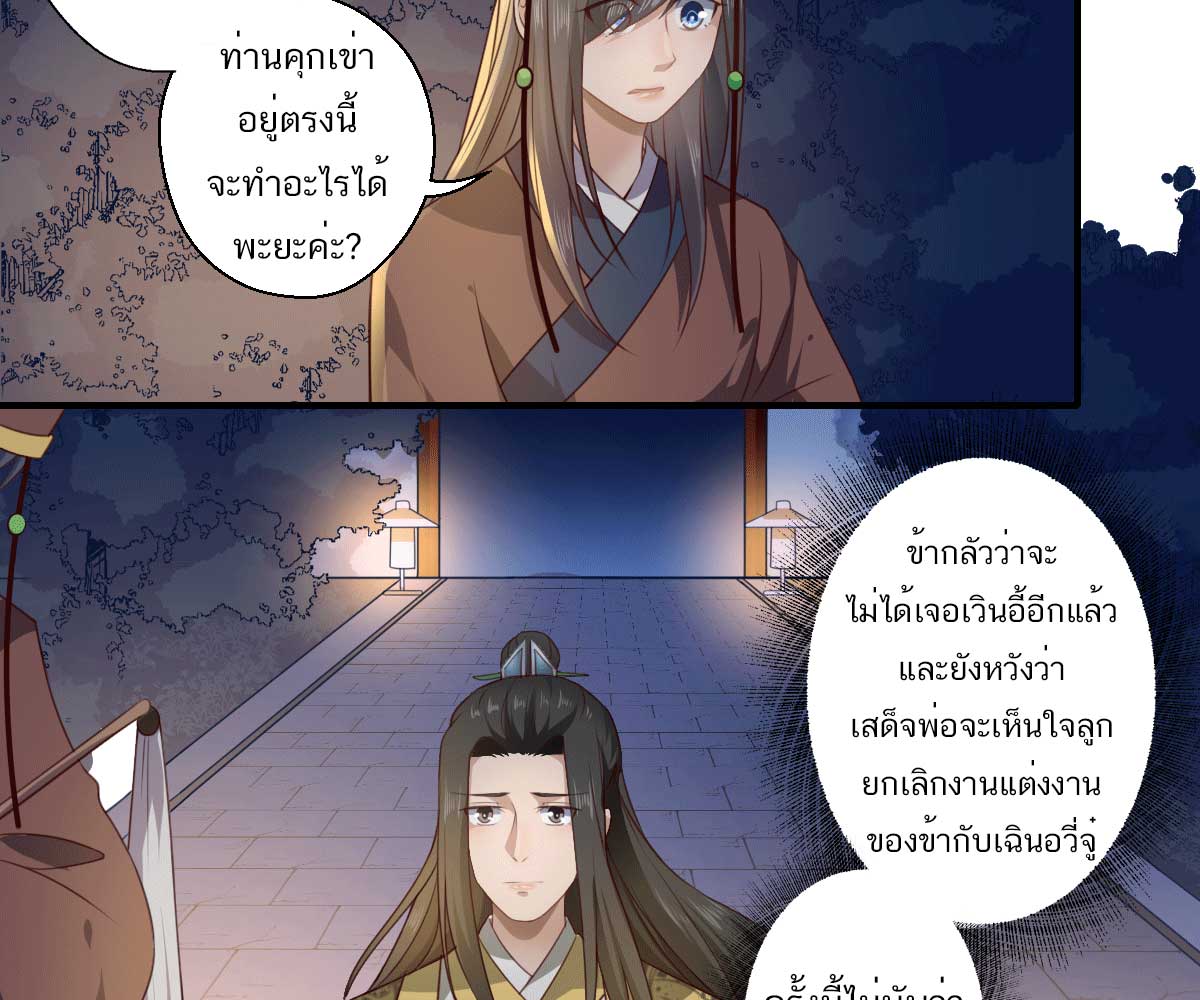 ท่านคุกเข่า
อยู่ตรงนี้
จะทำอะไรได้
พะยะค่ะ?
ข้ากลัวว่าจะ
ไม่ได้เจอเวินอี้อีกแล้ว
และยังหวังว่า
เสด็จพ่อจะเห็นใจลูก
ยกเลิกงานแต่งงาน
ของข้ากับเฉินอวี่จู๋